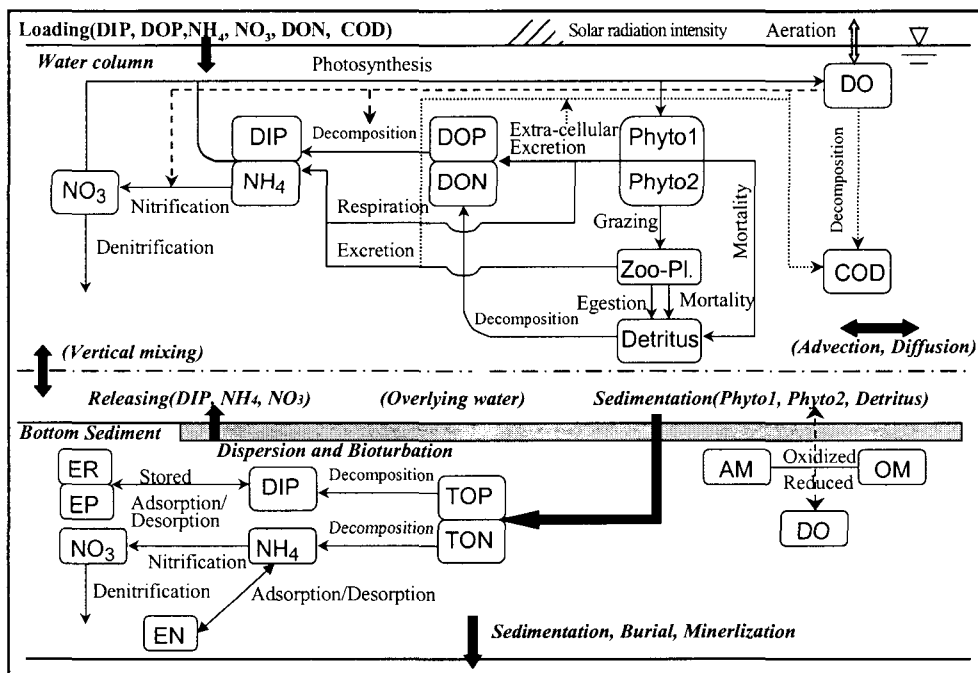 Loading(DIP, DOP,NH₄, NO₃, DON, COD)
Solar radiation intensity
Aeration
Water column
Photosynthesis
DO
DIP
Decomposition
DOP
Extra-cellular
Excretion
Phyto1
NH₄
DON
Phyto2
NO₃
Nitrification
Respiration
Grazing
Mortality
Decomposition
Denitrification
Excretion
Zoo-Pl.
COD
Egestion
Mortality
Decomposition
Detritus
(Vertical mixing)
(Advection, Diffusion)
Releasing(DIP, NH₄, NO₃)
(Overlying water)
Sedimentation(Phyto1, Phyto2, Detritus)
Bottom Sediment
Dispersion and Bioturbation
ER
Stored
DIP
Decomposition
TOP
AM
Oxidized
OM
EP
Adsorption/
Desorption
Reduced
NO₃
NH₄
Decomposition
TON
DO
Nitrification
Denitrification
Adsorption/Desorption
EN
Sedimentation, Burial, Minerlization